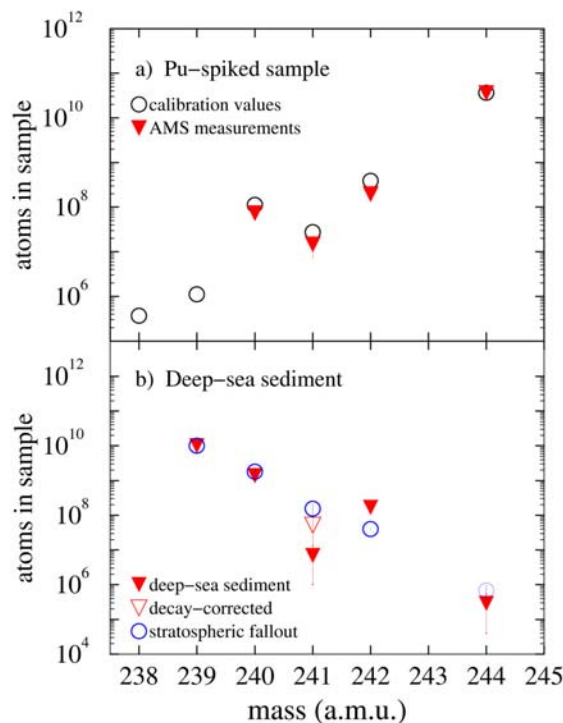 10^12
a) Pu−spiked sample
calibration values
AMS measurements
10^10
10^8
10^6
atoms in sample
10^12
b) Deep−sea sediment
10^10
10^8
10^6
10^4
atoms in sample
deep−sea sediment
decay−corrected
stratospheric fallout
238 239 240 241 242 243 244 245
mass (a.m.u.)